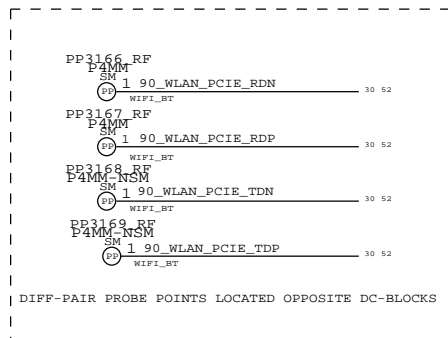 PP3166_RF
P4MM
SM
PP 1 90_WLAN_PCIE_RDN 30 52
WIFI_BT
PP3167_RF
P4MM
SM
PP 1 90_WLAN_PCIE_RDP 30 52
WIFI_BT
PP3168_RF
P4MM-NSM
SM
PP 1 90_WLAN_PCIE_TDN 30 52
WIFI_BT
PP3169_RF
P4MM-NSM
SM
PP 1 90_WLAN_PCIE_TDP 30 52
WIFI_BT
DIFF-PAIR PROBE POINTS LOCATED OPPOSITE DC-BLOCKS